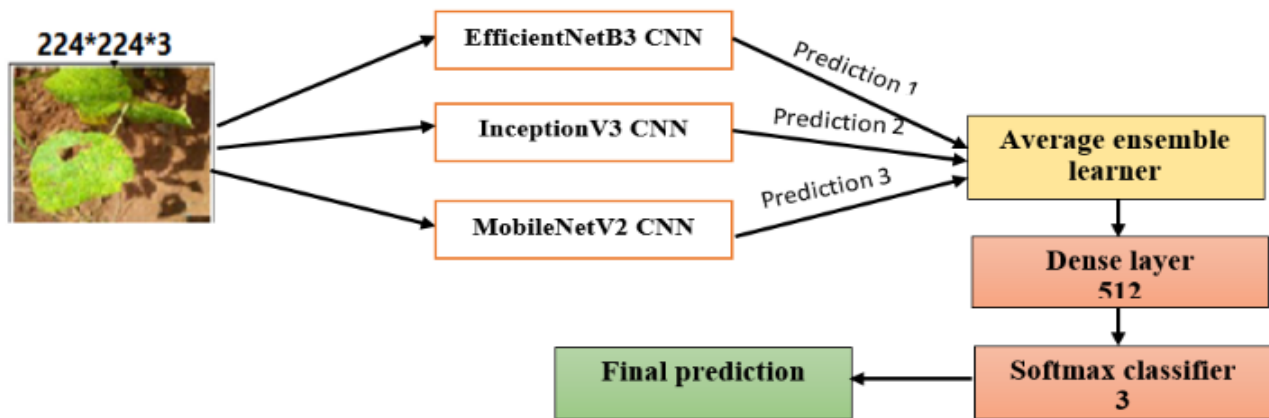 224*224*3
EfficientNetB3 CNN
Prediction 1
InceptionV3 CNN
Prediction 2
Average ensemble
learner
Prediction 3
MobileNetV2 CNN
Dense layer
512
Final prediction
Softmax classifier
3